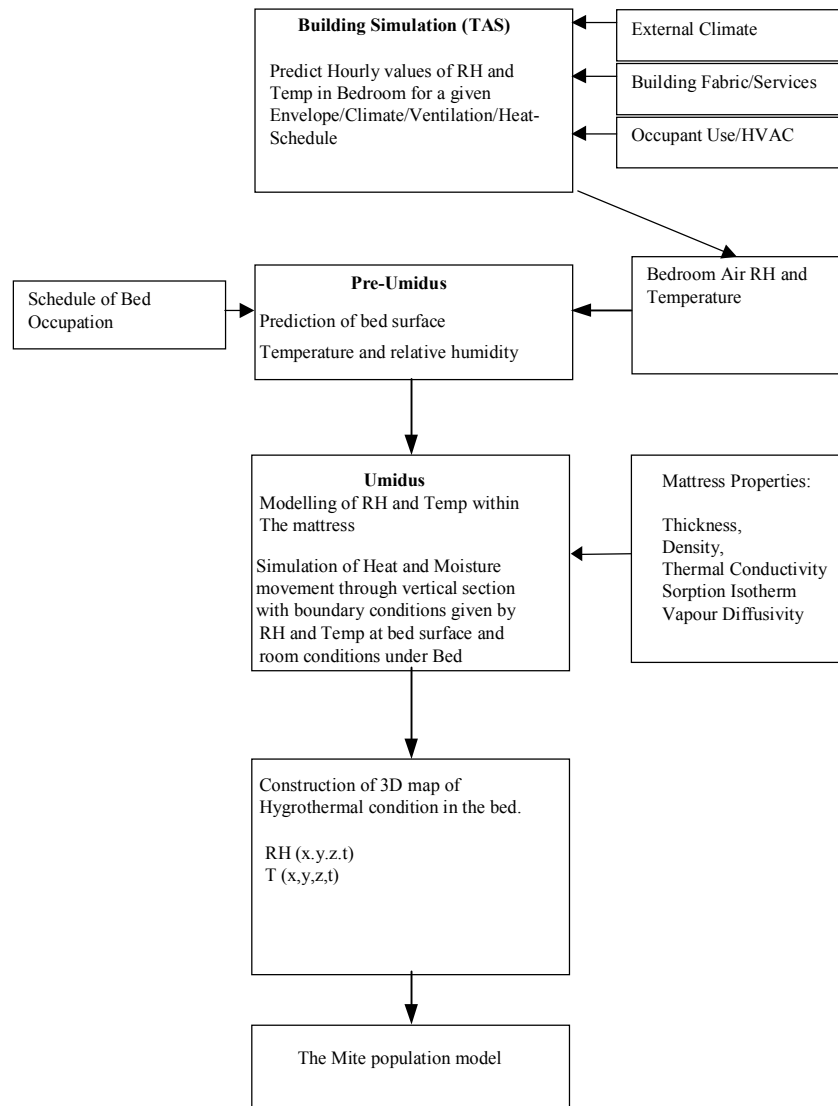 Building Simulation (TAS)
Predict Hourly values of RH and
Temp in Bedroom for a given
Envelope/Climate/Ventilation/Heat-
Schedule
External Climate
Building Fabric/Services
Occupant Use/HVAC
Schedule of Bed
Occupation
Pre-Umidus
Prediction of bed surface
Temperature and relative humidity
Bedroom Air RH and
Temperature
Umidus
Modelling of RH and Temp within
The mattress
Simulation of Heat and Moisture
movement through vertical section
with boundary conditions given by
RH and Temp at bed surface and
room conditions under Bed
Mattress Properties:
Thickness,
Density,
Thermal Conductivity
Sorption Isotherm
Vapour Diffusivity
Construction of 3D map of
Hygrothermal condition in the bed.
RH (x.y.z.t)
T (x,y,z,t)
The Mite population model